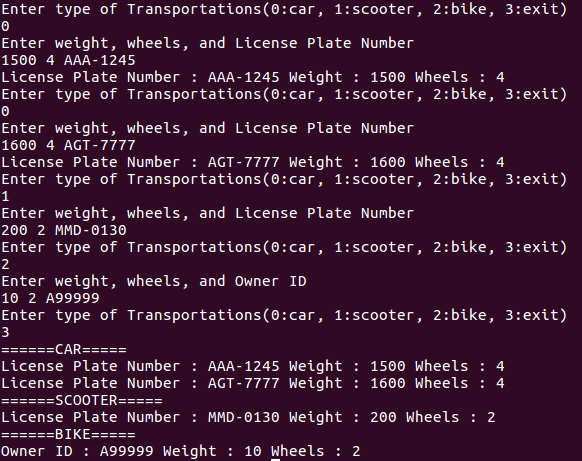 Enter type of Transportations(0:car, 1:scooter, 2:bike, 3:exit)
0
Enter weight, wheels, and License Plate Number
1500 4 AAA-1245
License Plate Number : AAA-1245 Weight : 1500 Wheels : 4
Enter type of Transportations(0:car, 1:scooter, 2:bike, 3:exit)
0
Enter weight, wheels, and License Plate Number
1600 4 AGT-7777
License Plate Number : AGT-7777 Weight : 1600 Wheels : 4
Enter type of Transportations(0:car, 1:scooter, 2:bike, 3:exit)
1
Enter weight, wheels, and License Plate Number
200 2 MMD-0130
Enter type of Transportations(0:car, 1:scooter, 2:bike, 3:exit)
2
Enter weight, wheels, and Owner ID
10 2 A99999
Enter type of Transportations(0:car, 1:scooter, 2:bike, 3:exit)
3
======CAR=====
License Plate Number : AAA-1245 Weight : 1500 Wheels : 4
License Plate Number : AGT-7777 Weight : 1600 Wheels : 4
======SCOOTER=====
License Plate Number : MMD-0130 Weight : 200 Wheels : 2
======BIKE=====
Owner ID : A99999 Weight : 10 Wheels : 2